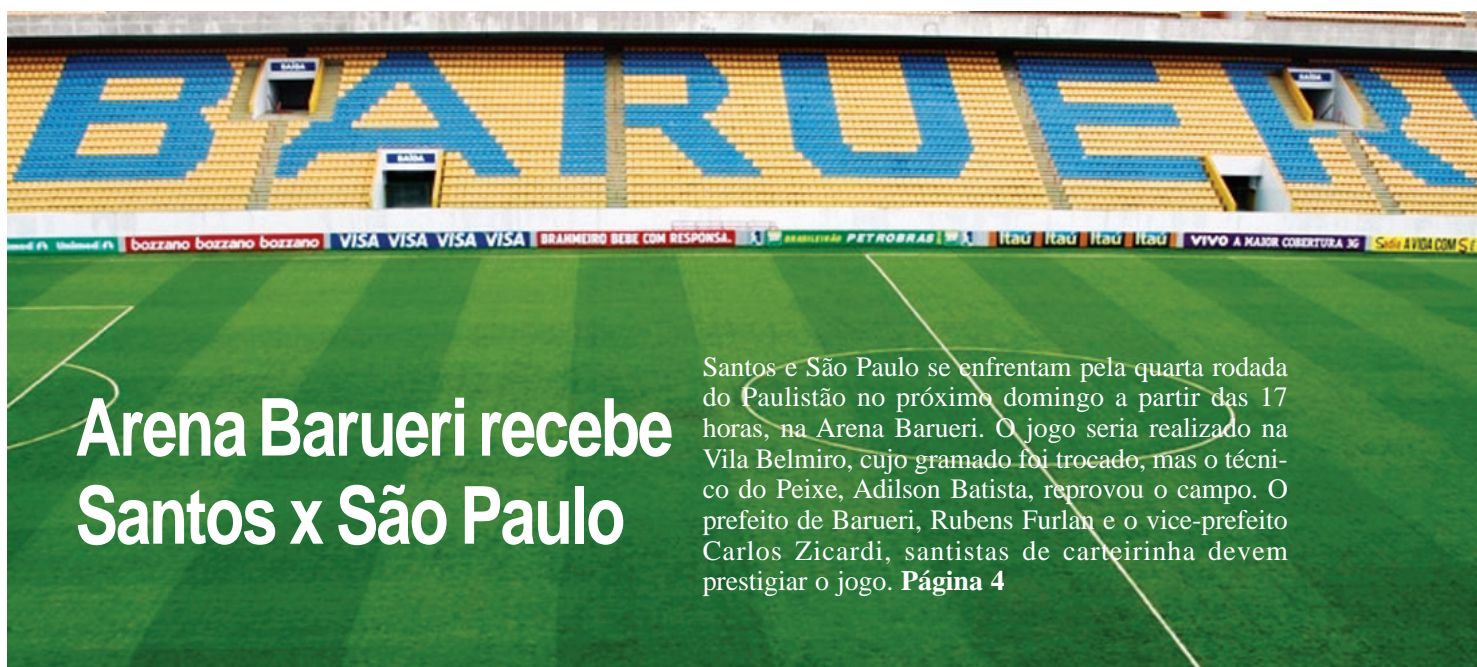 BARUER
SAÍDA
SAÍDA
SAÍDA
Unimed bozzano bozzano bozzano VISA VISA VISA VISA BRAHMEIRO BEBE COM RESPONSA. BRASILEIRÃO PETROBRAS Itaú Itaú Itaú Itaú VIVO A MAIOR COBERTURA 3G Sadia A VIDA COM S
Arena Barueri recebe
Santos x São Paulo
Santos e São Paulo se enfrentam pela quarta rodada
do Paulistão no próximo domingo a partir das 17
horas, na Arena Barueri. O jogo seria realizado na
Vila Belmiro, cujo gramado foi trocado, mas o técni-
co do Peixe, Adilson Batista, reprovou o campo. O
prefeito de Barueri, Rubens Furlan e o vice-prefeito
Carlos Zicardi, santistas de carteirinha devem
prestigiar o jogo. Página 4